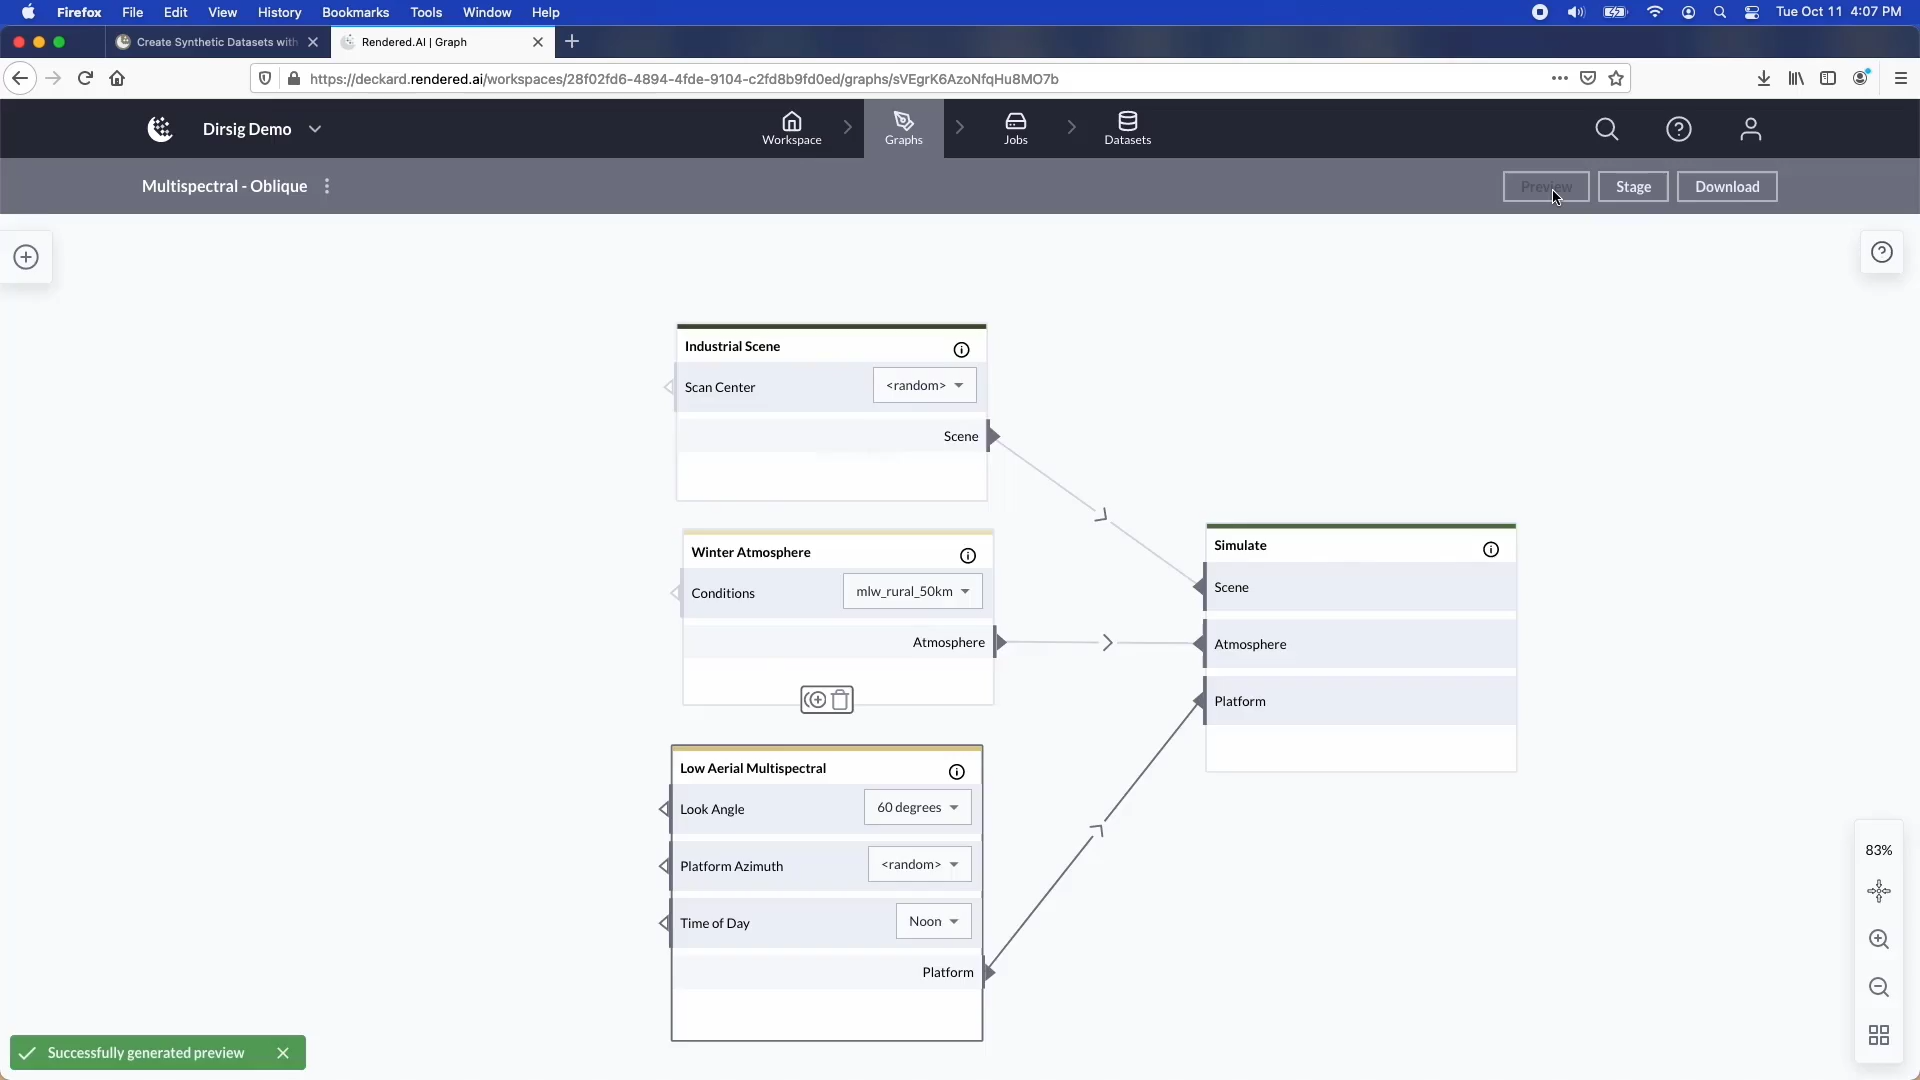 Firefox File Edit View History Bookmarks Tools Window Help Tue Oct 11 4:07 PM
Create Synthetic Datasets with
Rendered.AI | Graph
https://deckard.rendered.ai/workspaces/28f02fd6-4894-4fde-9104-c2fd8b9fd0ed/graphs/sVEgrK6AzoNfqHu8MO7b
Dirsig Demo
Workspace
Graphs
Jobs
Datasets
Multispectral - Oblique
Preview
Stage
Download
Industrial Scene
Scan Center
<random>
Scene
Winter Atmosphere
Conditions
mlw_rural_50km
Atmosphere
Low Aerial Multispectral
Look Angle
60 degrees
Platform Azimuth
<random>
Time of Day
Noon
Platform
Simulate
Scene
Atmosphere
Platform
83%
Successfully generated preview